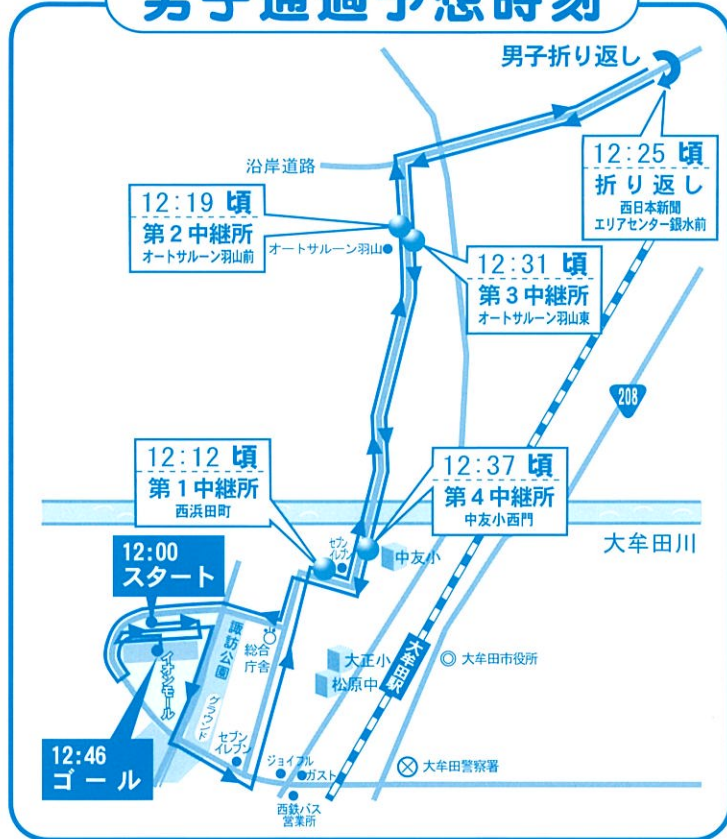 男子通過予想時刻
男子折り返し
12:25 頃
折り返し
西日本新聞
エリアセンター銀水前
沿岸道路
12:19 頃
第2中継所
オートサルーン羽山前
オートサルーン羽山
12:31 頃
第3中継所
オートサルーン羽山東
208
12:12 頃
第1中継所
西浜田町
12:37 頃
第4中継所
中友小西門
大牟田川
セブン
イレブン
中友小
12:00
スタート
諏訪公園
総合
庁舎
イオンモール
グラウンド
大正小
松原中
大牟田駅
大牟田市役所
12:46
ゴール
セブン
イレブン
ジョイフル
ガスト
西鉄バス
営業所
大牟田警察署